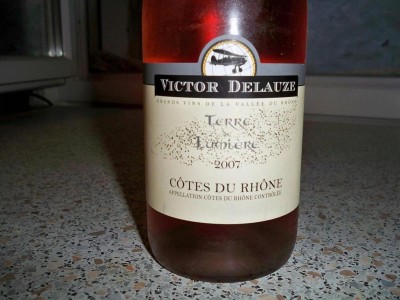 VICTOR DELAUZE
GRANDS VINS DE LA VALLÉE DU RHÔNE
Terre
de
Lumière
2007
CÔTES DU RHÔNE
APPELLATION CÔTES DU RHÔNE CONTRÔLÉE